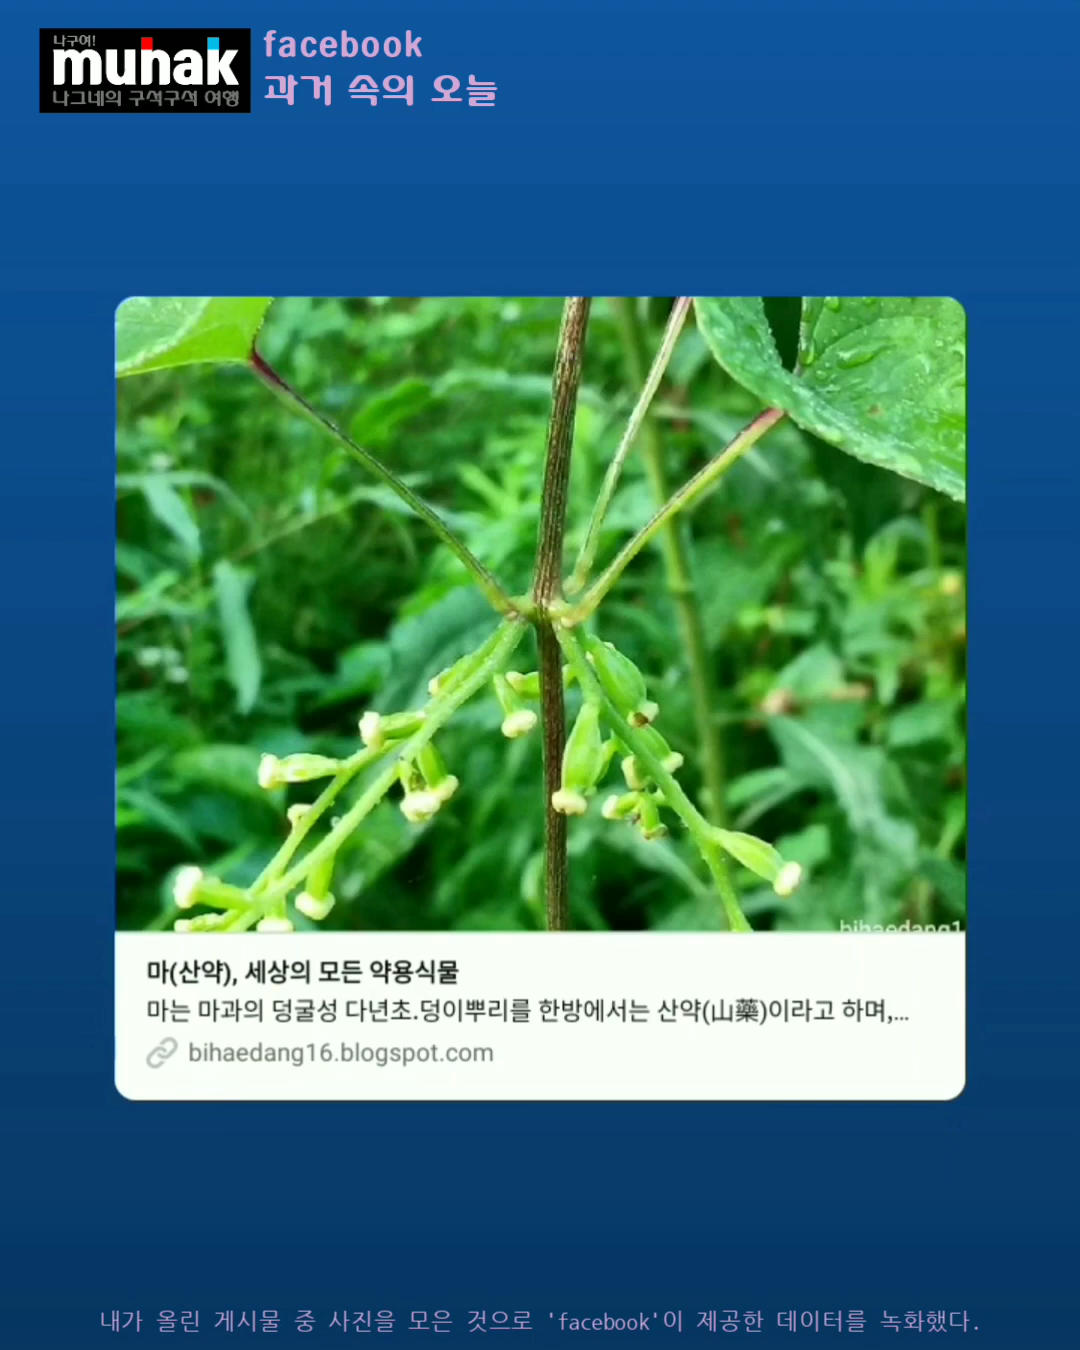 나구여!
munak
나그네의 구석구석 여행
facebook
과거 속의 오늘
bihaedang1
마(산약), 세상의 모든 약용식물
마는 마과의 덩굴성 다년초.덩이뿌리를 한방에서는 산약(山藥)이라고 하며,...
bihaedang16.blogspot.com
내가 올린 게시물 중 사진을 모은 것으로 'facebook'이 제공한 데이터를 녹화했다.